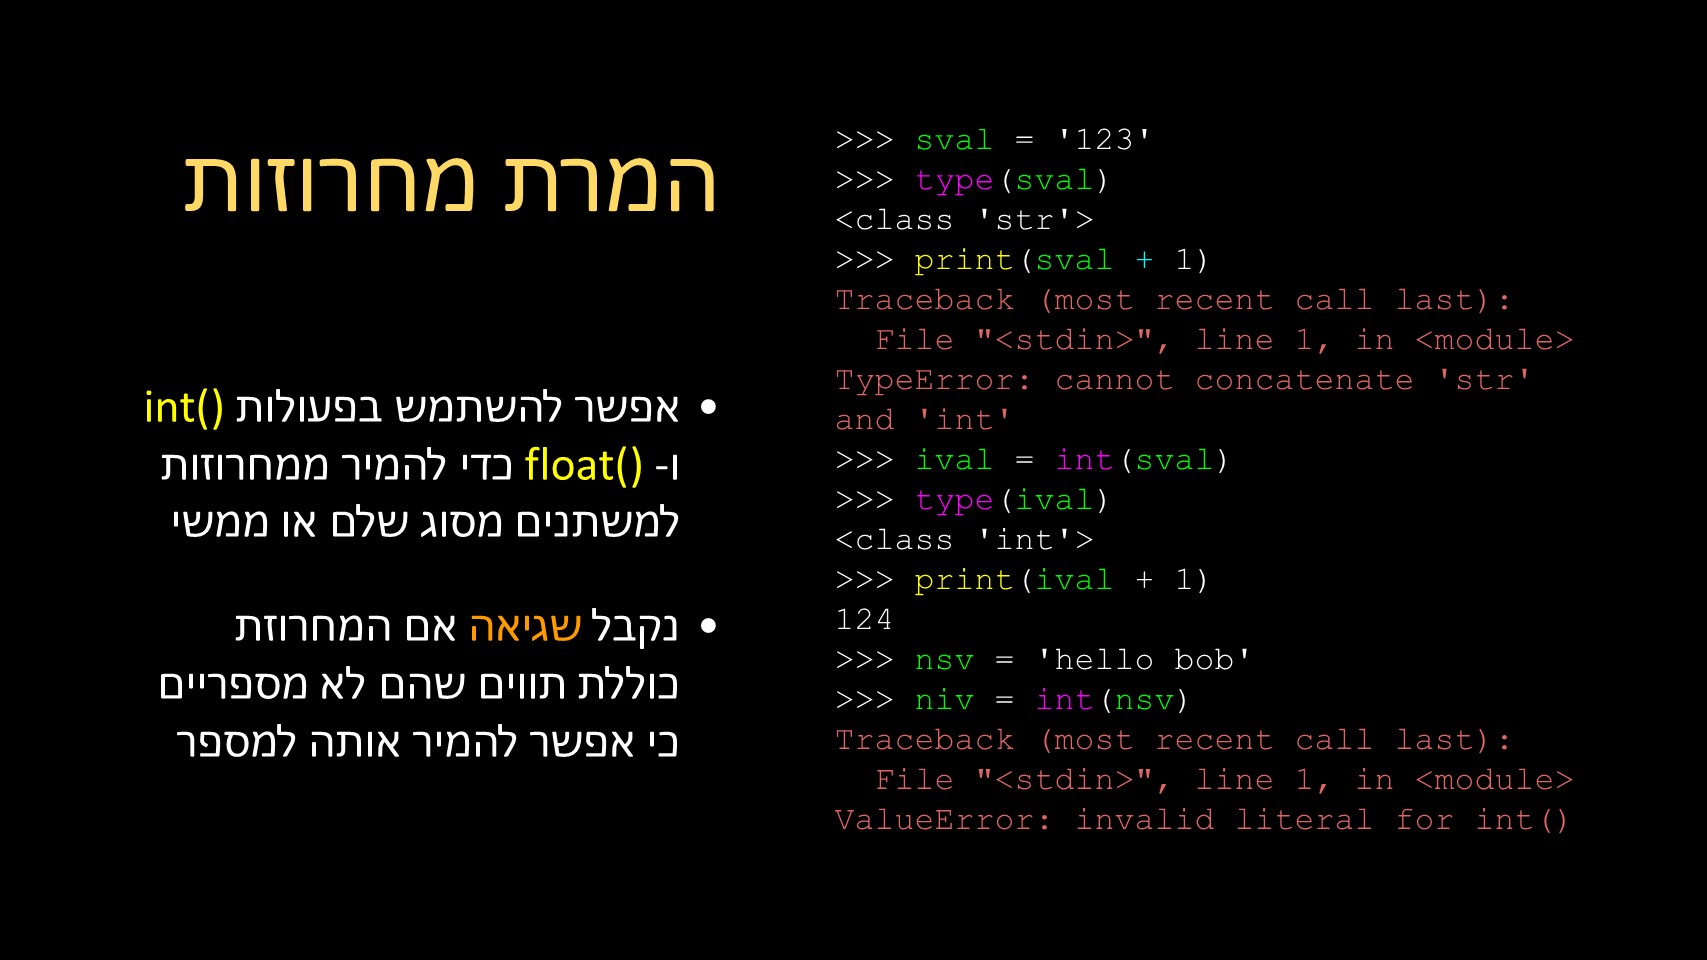 המרת מחרוזות
• אפשר להשתמש בפעולות int()
ו- float() כדי להמיר ממחרוזות
למשתנים מסוג שלם או ממשי
• נקבל שגיאה אם המחרוזת
כוללת תווים שהם לא מספריים
כי אפשר להמיר אותה למספר
>>> sval = '123'
>>> type(sval)
<class 'str'>
>>> print(sval + 1)
Traceback (most recent call last):
  File "<stdin>", line 1, in <module>
TypeError: cannot concatenate 'str'
and 'int'
>>> ival = int(sval)
>>> type(ival)
<class 'int'>
>>> print(ival + 1)
124
>>> nsv = 'hello bob'
>>> niv = int(nsv)
Traceback (most recent call last):
  File "<stdin>", line 1, in <module>
ValueError: invalid literal for int()